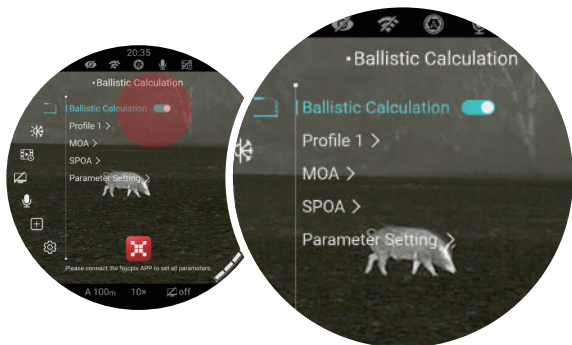 20:35
•Ballistic Calculation
Ballistic Calculation
Profile 1 >
MOA >
SPOA >
Parameter Setting >
Please connect the Nocpix APP to set all parameters.
A 100m 10× off
•Ballistic Calculation
Ballistic Calculation
Profile 1 >
MOA >
SPOA >
Parameter Setting >